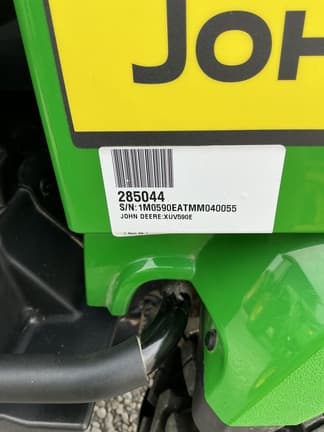 JOH
285044
S/N:1M0590EATMM040055
JOHN DEERE:XUV590E